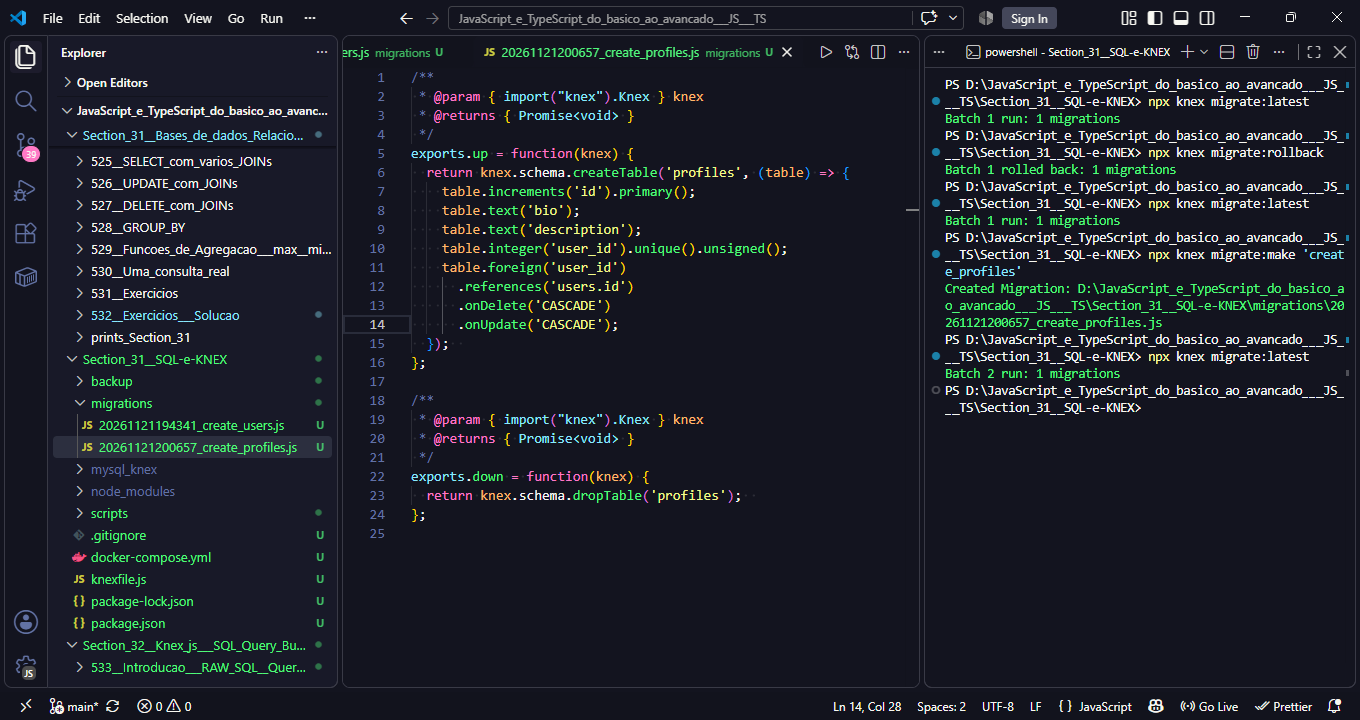 File Edit Selection View Go Run ···
JavaScript_e_TypeScript_do_basico_ao_avancado___JS___TS
Sign In
Explorer
Open Editors
JavaScript_e_TypeScript_do_basico_ao_avanc...
Section_31__Bases_de_dados_Relacio...
525__SELECT_com_varios_JOINs
526__UPDATE_com_JOINs
527__DELETE_com_JOINs
528__GROUP_BY
529__Funcoes_de_Agregacao___max__mi...
530__Uma_consulta_real
531__Exercicios
532__Exercicios___Solucao
prints_Section_31
Section_31__SQL-e-KNEX
backup
migrations
JS 20261121194341_create_users.js U
JS 20261121200657_create_profiles.js U
mysql_knex
node_modules
scripts
.gitignore U
docker-compose.yml U
JS knexfile.js U
{} package-lock.json U
{} package.json U
Section_32__Knex_js___SQL_Query_Bu...
533__Introducao___RAW_SQL__Quer...
39
JS
ers.js migrations U
JS 20261121200657_create_profiles.js migrations U
1 /**
2  * @param { import("knex").Knex } knex
3  * @returns { Promise<void> }
4  */
5 exports.up = function(knex) {
6   return knex.schema.createTable('profiles', (table) => {
7     table.increments('id').primary();
8     table.text('bio');
9     table.text('description');
10     table.integer('user_id').unique().unsigned();
11     table.foreign('user_id')
12       .references('users.id')
13       .onDelete('CASCADE')
14       .onUpdate('CASCADE');
15   });
16 };
17
18 /**
19  * @param { import("knex").Knex } knex
20  * @returns { Promise<void> }
21  */
22 exports.down = function(knex) {
23   return knex.schema.dropTable('profiles');
24 };
25
powershell - Section_31__SQL-e-KNEX
PS D:\JavaScript_e_TypeScript_do_basico_ao_avancado___JS_
__TS\Section_31__SQL-e-KNEX> npx knex migrate:latest
Batch 1 run: 1 migrations
PS D:\JavaScript_e_TypeScript_do_basico_ao_avancado___JS_
__TS\Section_31__SQL-e-KNEX> npx knex migrate:rollback
Batch 1 rolled back: 1 migrations
PS D:\JavaScript_e_TypeScript_do_basico_ao_avancado___JS_
__TS\Section_31__SQL-e-KNEX> npx knex migrate:latest
Batch 1 run: 1 migrations
PS D:\JavaScript_e_TypeScript_do_basico_ao_avancado___JS_
__TS\Section_31__SQL-e-KNEX> npx knex migrate:make 'creat
e_profiles'
Created Migration: D:\JavaScript_e_TypeScript_do_basico_a
o_avancado___JS___TS\Section_31__SQL-e-KNEX\migrations\20
261121200657_create_profiles.js
PS D:\JavaScript_e_TypeScript_do_basico_ao_avancado___JS_
__TS\Section_31__SQL-e-KNEX> npx knex migrate:latest
Batch 2 run: 1 migrations
PS D:\JavaScript_e_TypeScript_do_basico_ao_avancado___JS_
__TS\Section_31__SQL-e-KNEX>
main* 0 0
Ln 14, Col 28 Spaces: 2 UTF-8 LF {} JavaScript Go Live Prettier